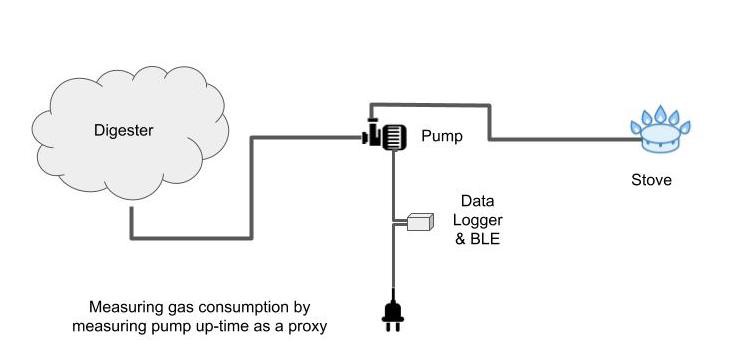 Digester
Pump
Stove
Data
Logger
& BLE
Measuring gas consumption by
measuring pump up-time as a proxy